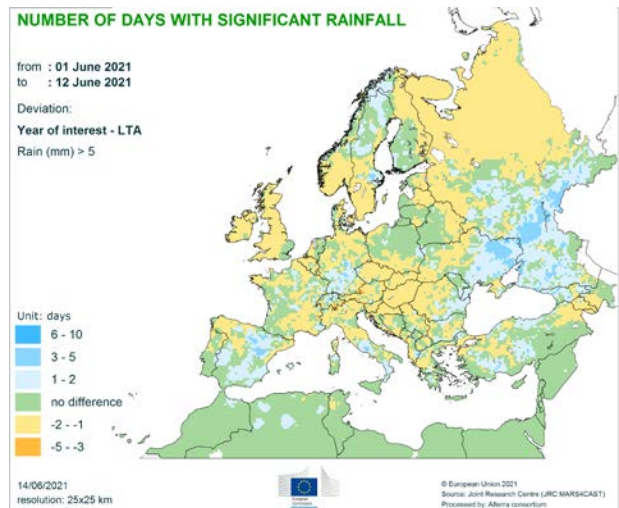 NUMBER OF DAYS WITH SIGNIFICANT RAINFALL
from : 01 June 2021
to : 12 June 2021
Deviation:
Year of interest - LTA
Rain (mm) > 5
Unit: days
6 - 10
3 - 5
1 - 2
no difference
-2 - -1
-5 - -3
14/06/2021
resolution: 25x25 km
European
Commission
© European Union 2021
Source: Joint Research Centre (JRC MARS4CAST)
Processed by: Alterra consortium